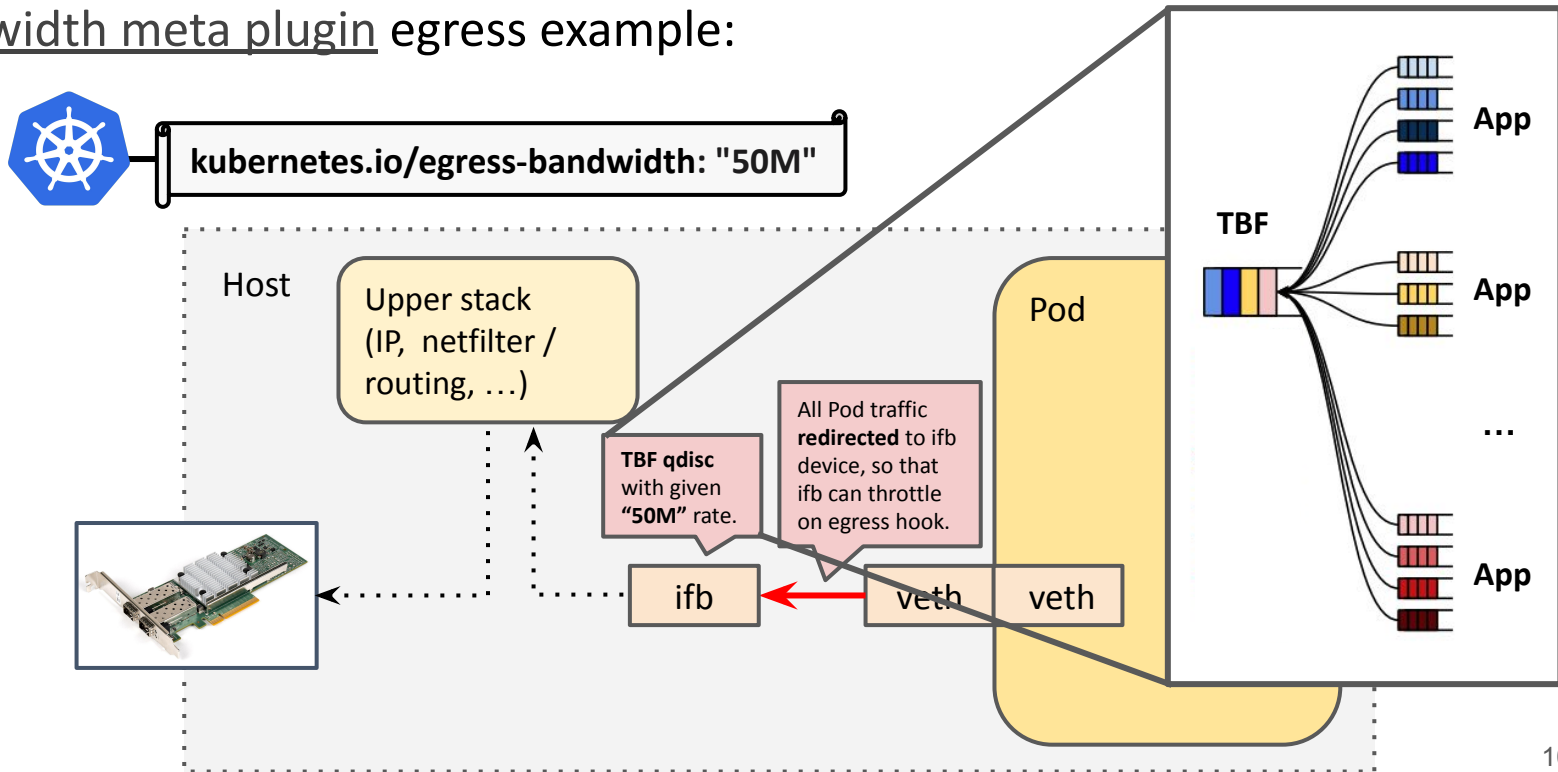 width meta plugin egress example:
kubernetes.io/egress-bandwidth: "50M"
Host
Upper stack
(IP, netfilter /
routing, …)
TBF qdisc
with given
“50M” rate.
All Pod traffic
redirected to ifb
device, so that
ifb can throttle
on egress hook.
Pod
ifb
veth
veth
TBF
App
App
…
App